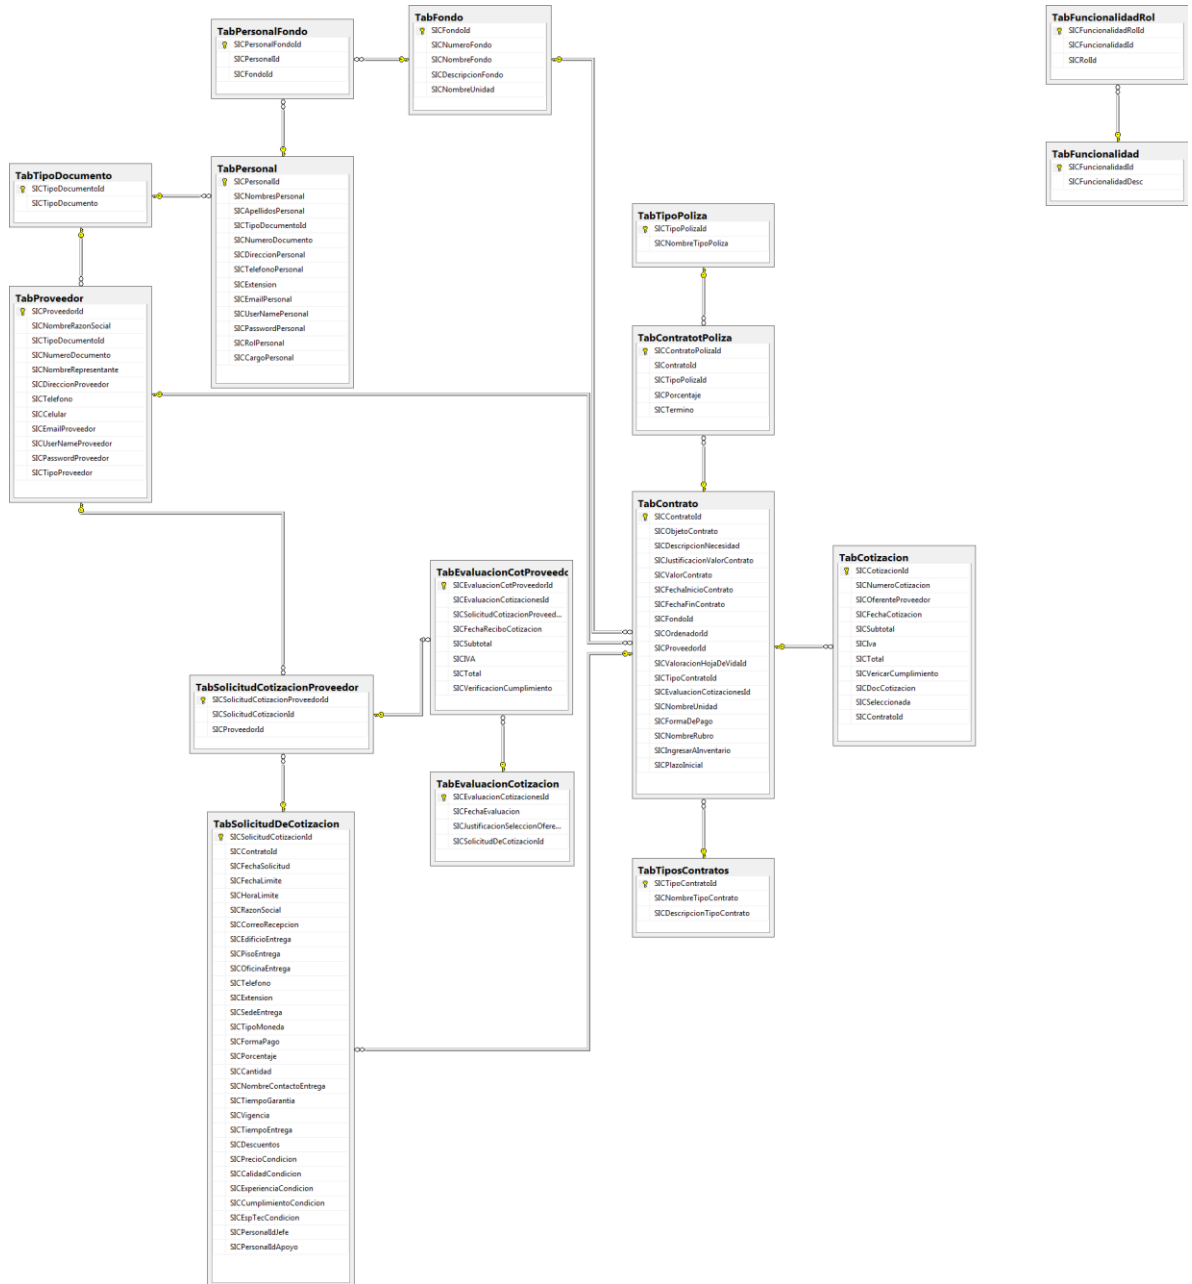 TabPersonalFondo
SICPersonalFondoId
SICPersonalId
SICFondoId
TabFondo
SICFondoId
SICNumeroFondo
SICNombreFondo
SICDescripcionFondo
SICNombreUnidad
TabFuncionalidadRol
SICFuncionalidadRolId
SICFuncionalidadId
SICRolId
TabFuncionalidad
SICFuncionalidadId
SICFuncionalidadDesc
TabTipoDocumento
SICTipoDocumentoId
SICTipoDocumento
TabPersonal
SICPersonalId
SICNombresPersonal
SICApellidosPersonal
SICTipoDocumentoId
SICNumeroDocumento
SICDireccionPersonal
SICTelefonoPersonal
SICExtension
SICEmailPersonal
SICUserNamePersonal
SICPasswordPersonal
SICRolPersonal
SICCargoPersonal
TabTipoPoliza
SICTipoPolizaId
SICNombreTipoPoliza
TabProveedor
SICProveedorId
SICNombreRazonSocial
SICTipoDocumentoId
SICNumeroDocumento
SICNombreRepresentante
SICDireccionProveedor
SICTelefono
SICCelular
SICEmailProveedor
SICUserNameProveedor
SICPasswordProveedor
SICTipoProveedor
TabContratotPoliza
SICContratoPolizaId
SIContratoId
SICTipoPolizaId
SICPorcentaje
SICTermino
TabContrato
SICContratoId
SICObjetoContrato
SICDescripcionNecesidad
SICJustificacionValorContrato
SICValorContrato
SICFechaInicioContrato
SICFechaFinContrato
SICFondoId
SICOrdenadorId
SICProveedorId
SICValoracionHojaDeVidaId
SICTipoContratoId
SICEvaluacionCotizacionesId
SICNombreUnidad
SICFormaDePago
SICNombreRubro
SICIngresarAInventario
SICPlazoInicial
TabCotizacion
SICCotizacionId
SICNumeroCotizacion
SICOferenteProveedor
SICFechaCotizacion
SICSubtotal
SICIva
SICTotal
SICVericarCumplimiento
SICDocCotizacion
SICSeleccionada
SICContratoId
TabEvaluacionCotProveedc
SICEvaluacionCotProveedorId
SICEvaluacionCotizacionesId
SICSolicitudCotizacionProveed...
SICFechaReciboCotizacion
SICSubtotal
SICIVA
SICTotal
SICVerificacionCumplimiento
TabSolicitudCotizacionProveedor
SICSolicitudCotizacionProveedorId
SICSolicitudCotizacionId
SICProveedorId
TabEvaluacionCotizacion
SICEvaluacionCotizacionesId
SICFechaEvaluacion
SICJustificacionSeleccionOfere...
SICSolicitudDeCotizacionId
TabSolicitudDeCotizacion
SICSolicitudCotizacionId
SICContratoId
SICFechaSolicitud
SICFechaLimite
SICHoraLimite
SICRazonSocial
SICCorreoRecepcion
SICEdificioEntrega
SICPisoEntrega
SICOficinaEntrega
SICTelefono
SICExtension
SICSedeEntrega
SICTipoMoneda
SICFormaPago
SICPorcentaje
SICCantidad
SICNombreContactoEntrega
SICTiempoGarantia
SICVigencia
SICTiempoEntrega
SICDescuentos
SICPrecioCondicion
SICCalidadCondicion
SICExperienciaCondicion
SICCumplimientoCondicion
SICEspTecCondicion
SICPersonalIdJefe
SICPersonalIdApoyo
TabTiposContratos
SICTipoContratoId
SICNombreTipoContrato
SICDescripcionTipoContrato